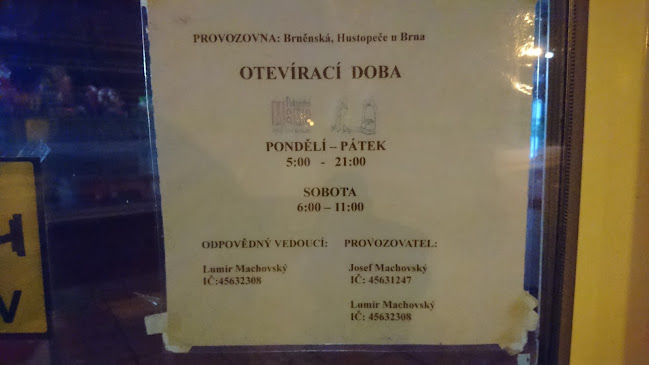 PROVOZOVNA: Brněnská, Hustopeče u Brna
OTEVÍRACÍ DOBA
PONDĚLÍ – PÁTEK
5:00 - 21:00
SOBOTA
6:00 – 11:00
ODPOVĚDNÝ VEDOUCÍ:
Lumír Machovský
IČ:45632308
PROVOZOVATEL:
Josef Machovský
IČ: 45631247
Lumír Machovský
IČ: 45632308